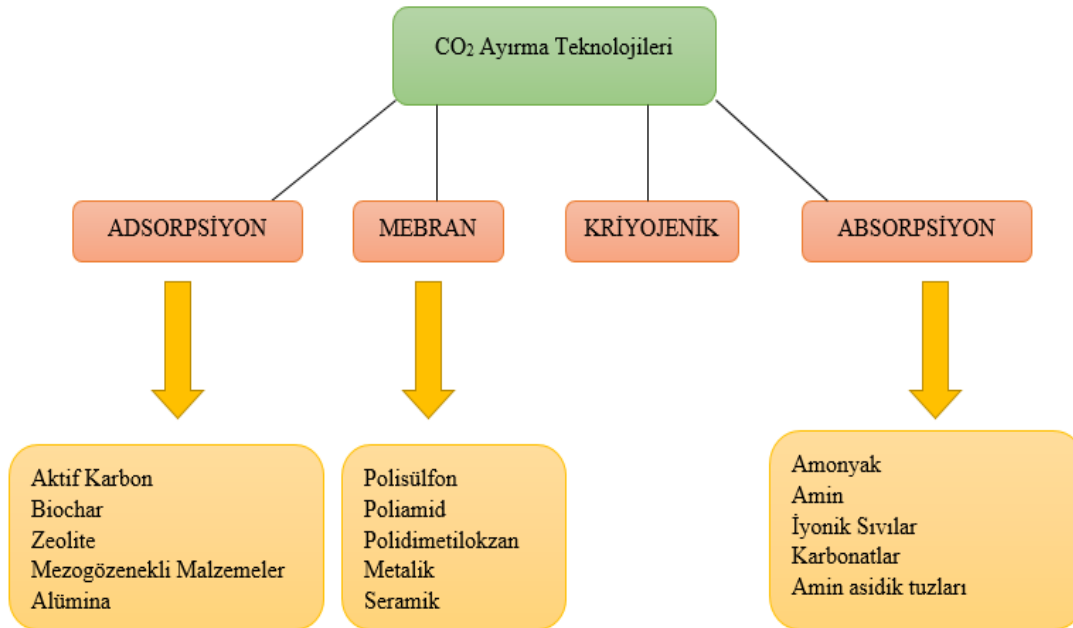 CO₂ Ayırma Teknolojileri
ADSORPSİYON
MEBRAN
KRİYOJENİK
ABSORPSİYON
Aktif Karbon
Biochar
Zeolite
Mezogözenekli Malzemeler
Alümina
Polisülfon
Poliamid
Polidimetilokzan
Metalik
Seramik
Amonyak
Amin
İyonik Sıvılar
Karbonatlar
Amin asidik tuzları